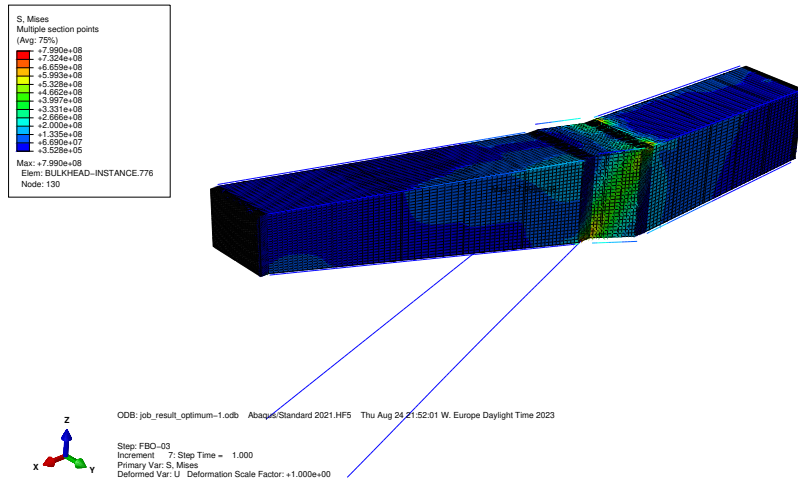 S, Mises
Multiple section points
(Avg: 75%)
+7.990e+08
+7.324e+08
+6.659e+08
+5.993e+08
+5.328e+08
+4.662e+08
+3.997e+08
+3.331e+08
+2.666e+08
+2.000e+08
+1.335e+08
+6.690e+07
+3.528e+05
Max: +7.990e+08
Elem: BULKHEAD-INSTANCE.776
Node: 130
ODB: job_result_optimum-1.odb Abaqus/Standard 2021.HF5 Thu Aug 24 21:52:01 W. Europe Daylight Time 2023
Z
X
Y
Step: FBO-03
Increment 7: Step Time = 1.000
Primary Var: S, Mises
Deformed Var: U Deformation Scale Factor: +1.000e+00